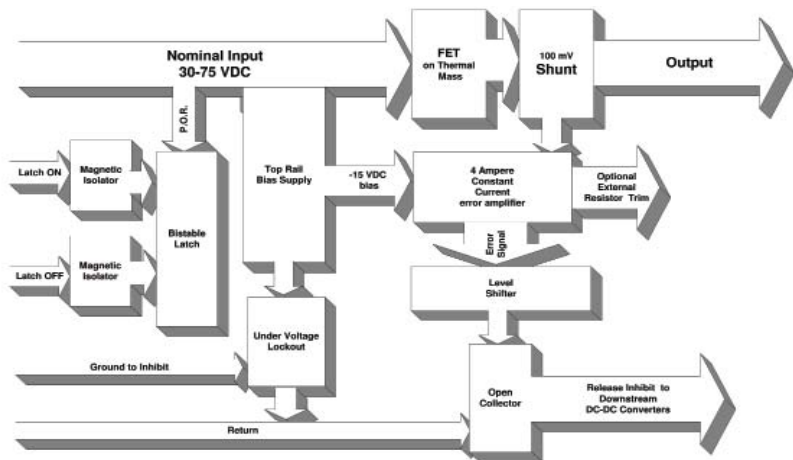 Nominal Input
30-75 VDC
FET
on Thermal
Mass
100 mV
Shunt
Output
P.O.R.
Latch ON
Magnetic
Isolator
Bistable
Latch
Top Rail
Bias Supply
-15 VDC
bias
4 Ampere
Constant
Current
error amplifier
Optional
External
Resistor Trim
Error
Signal
Latch OFF
Magnetic
Isolator
Level
Shifter
Under Voltage
Lockout
Ground to Inhibit
Open
Collector
Release Inhibit to
Downstream
DC-DC Converters
Return